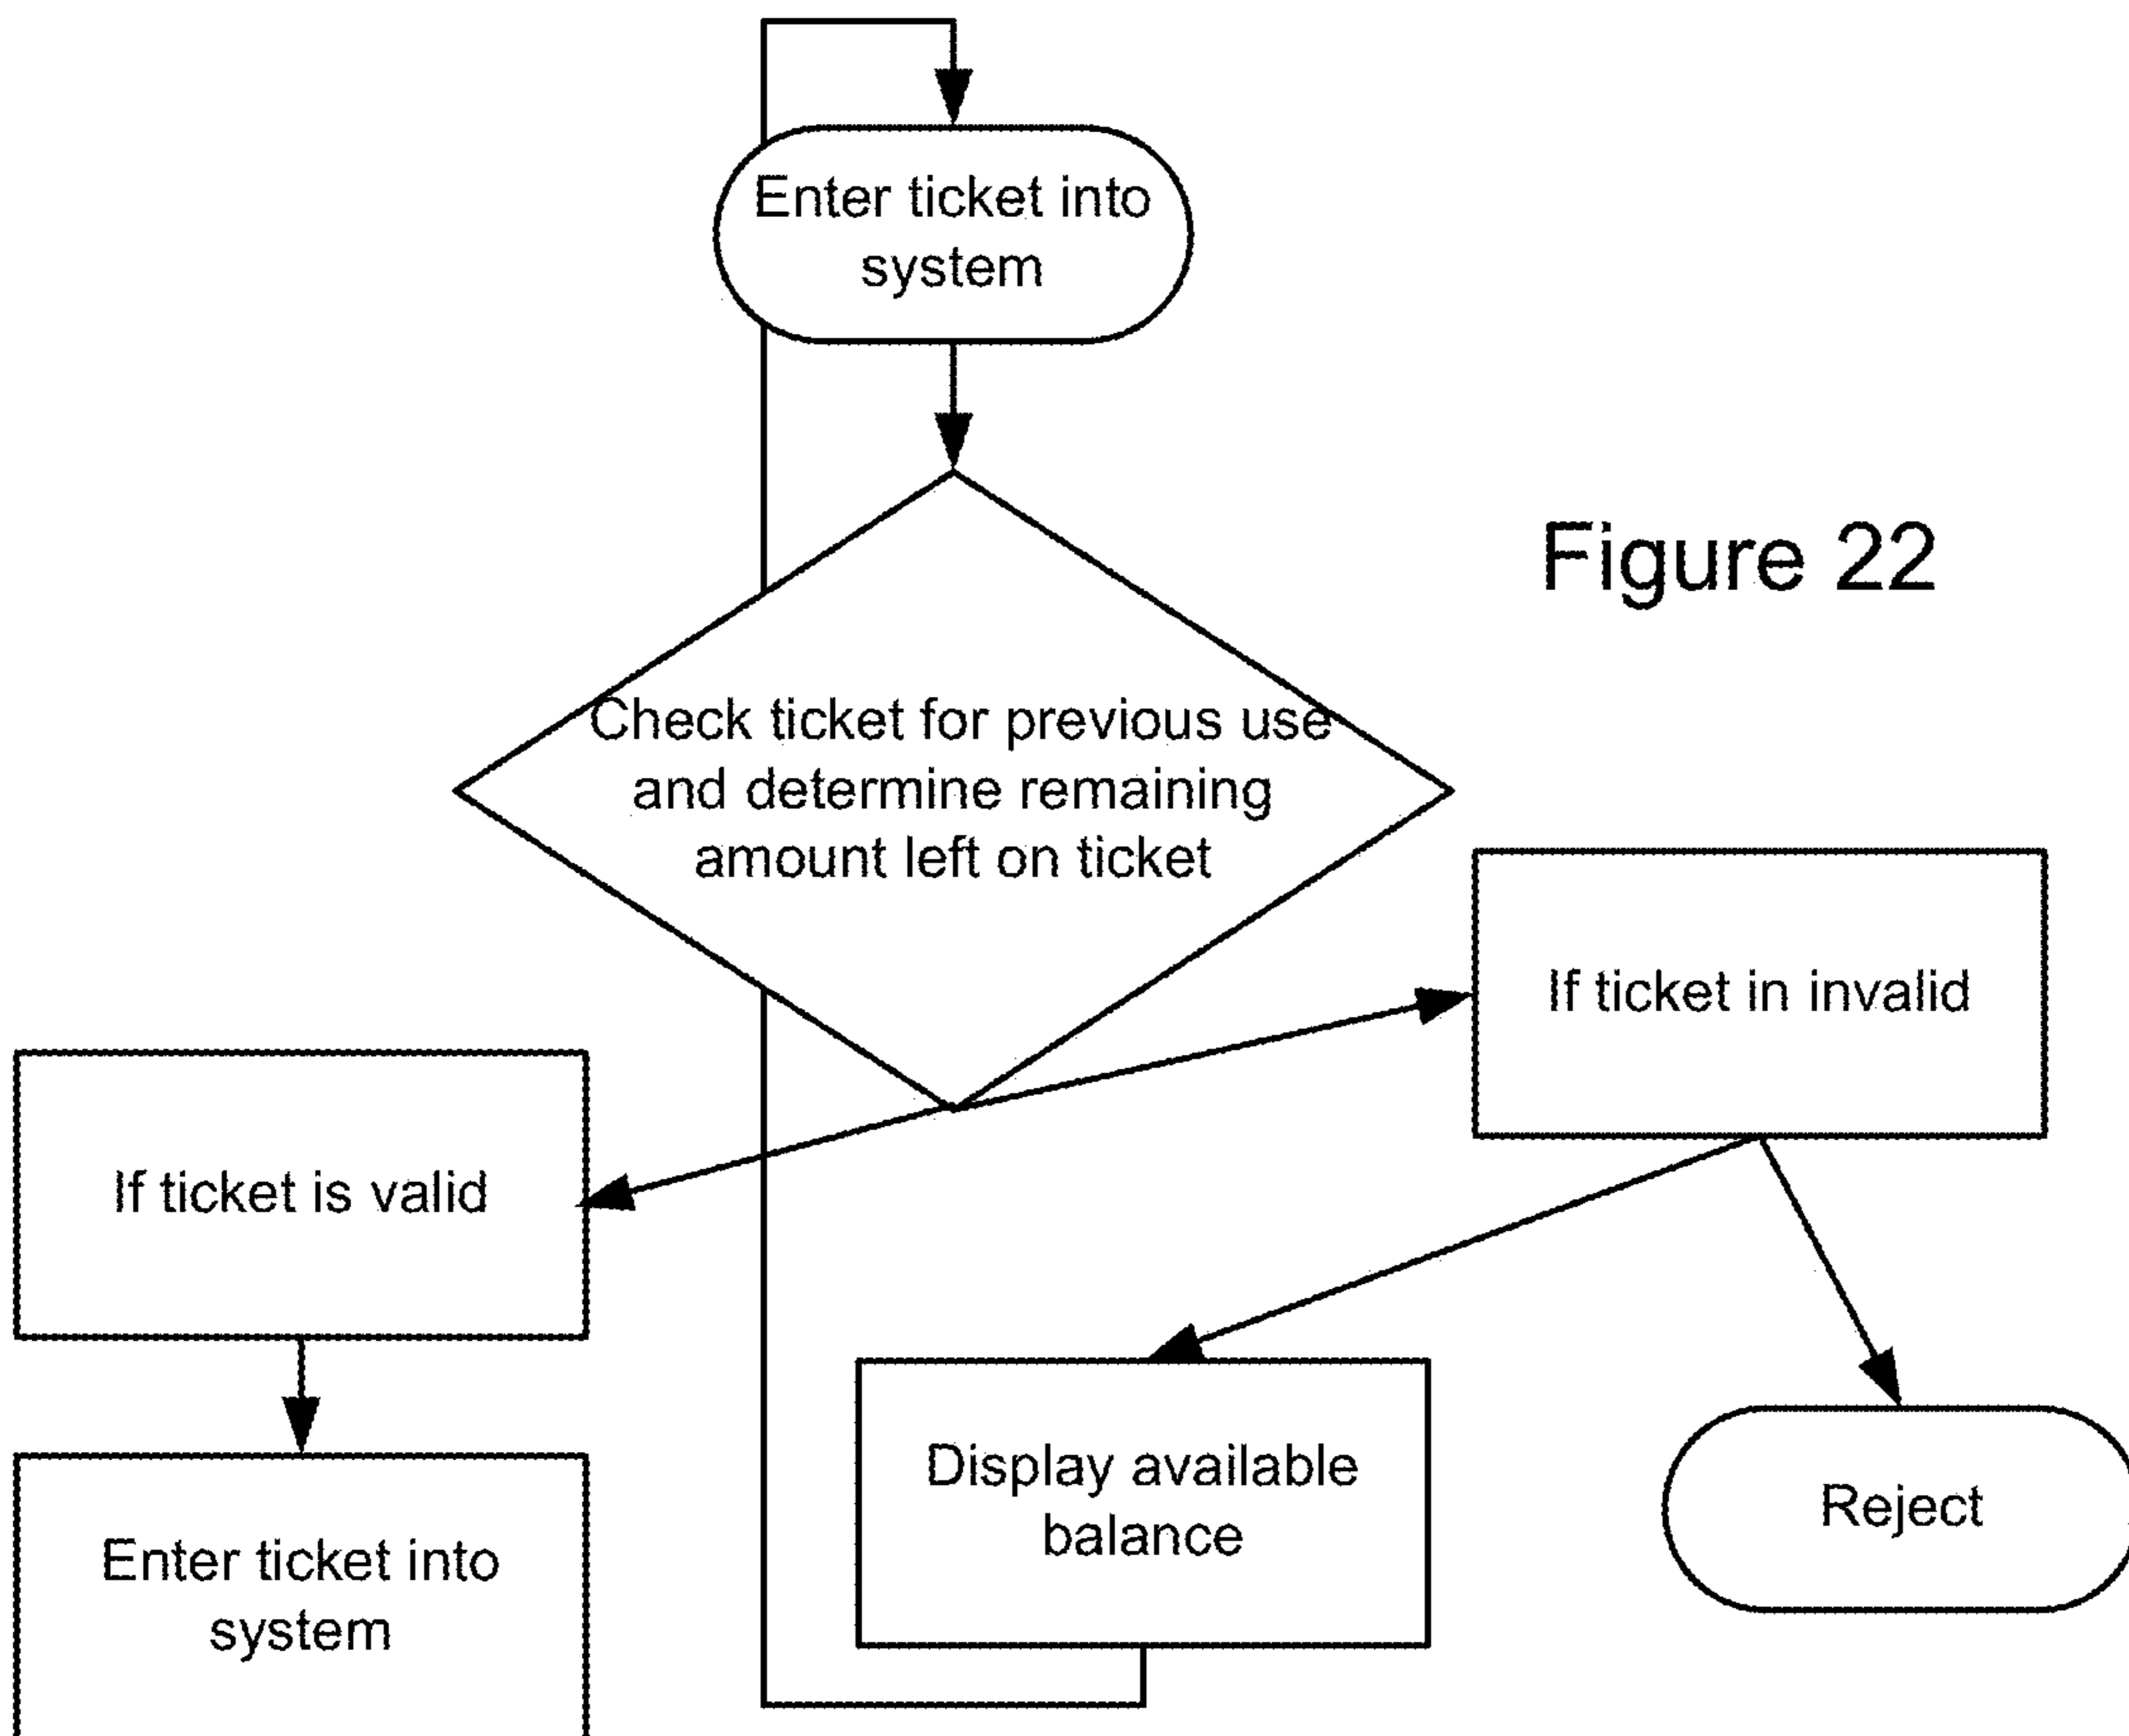 Enter ticket into
system
Figure 22
Check ticket for previous use
and determine remaining
amount left on ticket
If ticket in invalid
If ticket is valid
Display available
balance
Reject
Enter ticket into
system